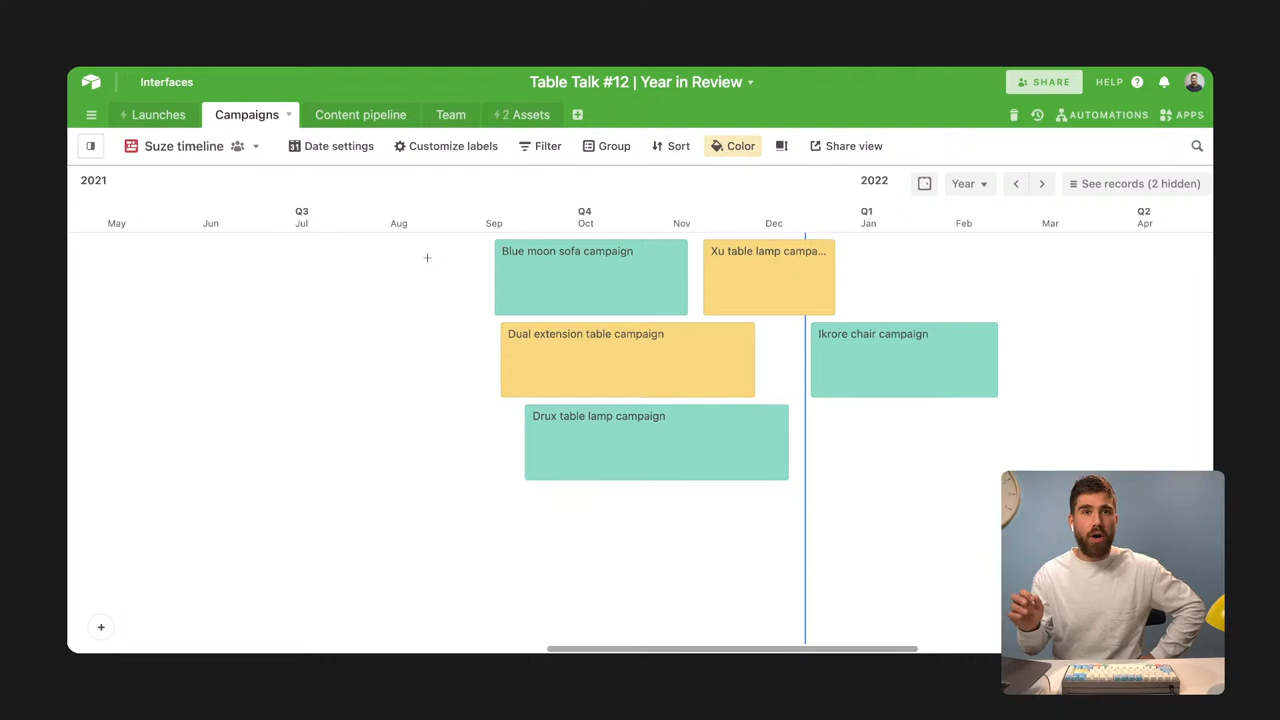 Interfaces
Table Talk #12 | Year in Review
SHARE
HELP
Launches
Campaigns
Content pipeline
Team
2 Assets
AUTOMATIONS
APPS
Suze timeline
Date settings
Customize labels
Filter
Group
Sort
Color
Share view
2021
2022
Year
See records (2 hidden)
Q3
Q4
Q1
Q2
May
Jun
Jul
Aug
Sep
Oct
Nov
Dec
Jan
Feb
Mar
Apr
Blue moon sofa campaign
Xu table lamp campa...
Dual extension table campaign
Ikrore chair campaign
Drux table lamp campaign